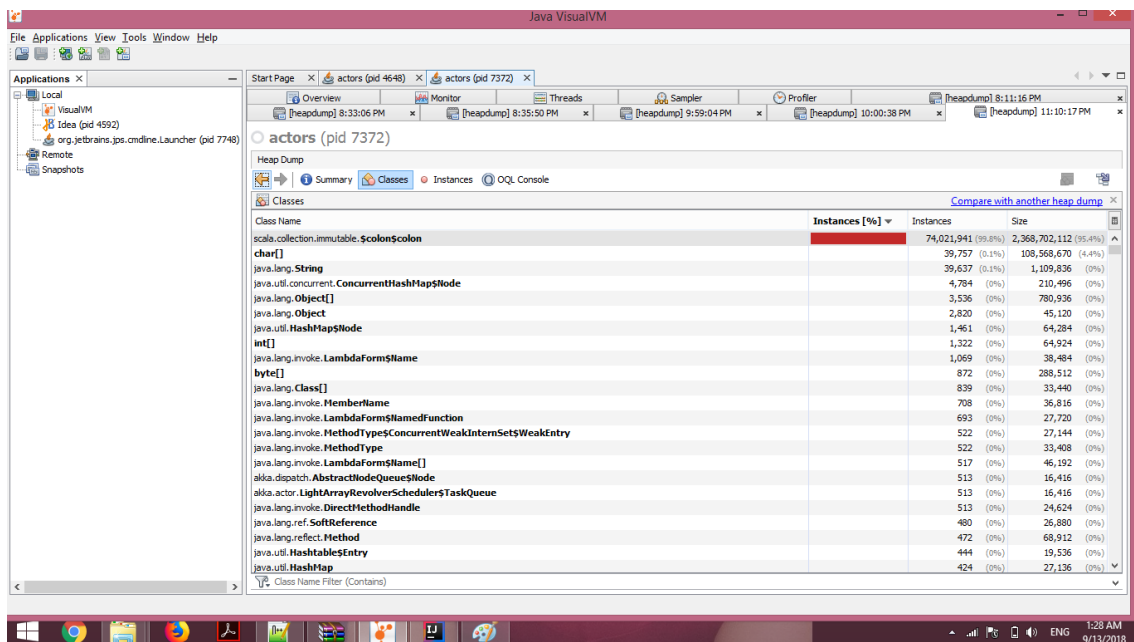 Java VisualVM
File Applications View Tools Window Help
Applications ×
Start Page × actors (pid 4648) × actors (pid 7372) ×
Local
VisualVM
Idea (pid 4592)
org.jetbrains.jps.cmdline.Launcher (pid 7748)
Remote
Snapshots
Overview Monitor Threads Sampler Profiler [heapdump] 8:11:16 PM ×
[heapdump] 8:33:06 PM × [heapdump] 8:35:50 PM × [heapdump] 9:59:04 PM × [heapdump] 10:00:38 PM × [heapdump] 11:10:17 PM ×
actors (pid 7372)
Heap Dump
Summary Classes Instances OQL Console
Classes Compare with another heap dump ×
Class Name Instances [%] Instances Size
scala.collection.immutable.$colon$colon 74,021,941 (99.8%) 2,368,702,112 (95.4%)
char[] 39,757 (0.1%) 108,568,670 (4.4%)
java.lang.String 39,637 (0.1%) 1,109,836 (0%)
java.util.concurrent.ConcurrentHashMap$Node 4,784 (0%) 210,496 (0%)
java.lang.Object[] 3,536 (0%) 780,936 (0%)
java.lang.Object 2,820 (0%) 45,120 (0%)
java.util.HashMap$Node 1,461 (0%) 64,284 (0%)
int[] 1,322 (0%) 64,924 (0%)
java.lang.invoke.LambdaForm$Name 1,069 (0%) 38,484 (0%)
byte[] 872 (0%) 288,512 (0%)
java.lang.Class[] 839 (0%) 33,440 (0%)
java.lang.invoke.MemberName 708 (0%) 36,816 (0%)
java.lang.invoke.LambdaForm$NamedFunction 693 (0%) 27,720 (0%)
java.lang.invoke.MethodType$ConcurrentWeakInternSet$WeakEntry 522 (0%) 27,144 (0%)
java.lang.invoke.MethodType 522 (0%) 33,408 (0%)
java.lang.invoke.LambdaForm$Name[] 517 (0%) 46,192 (0%)
akka.dispatch.AbstractNodeQueue$Node 513 (0%) 16,416 (0%)
akka.actor.LightArrayRevolverScheduler$TaskQueue 513 (0%) 16,416 (0%)
java.lang.invoke.DirectMethodHandle 513 (0%) 24,624 (0%)
java.lang.ref.SoftReference 480 (0%) 26,880 (0%)
java.lang.reflect.Method 472 (0%) 68,912 (0%)
java.util.Hashtable$Entry 444 (0%) 19,536 (0%)
java.util.HashMap 424 (0%) 27,136 (0%)
Class Name Filter (Contains)
ENG 1:28 AM
9/13/2018